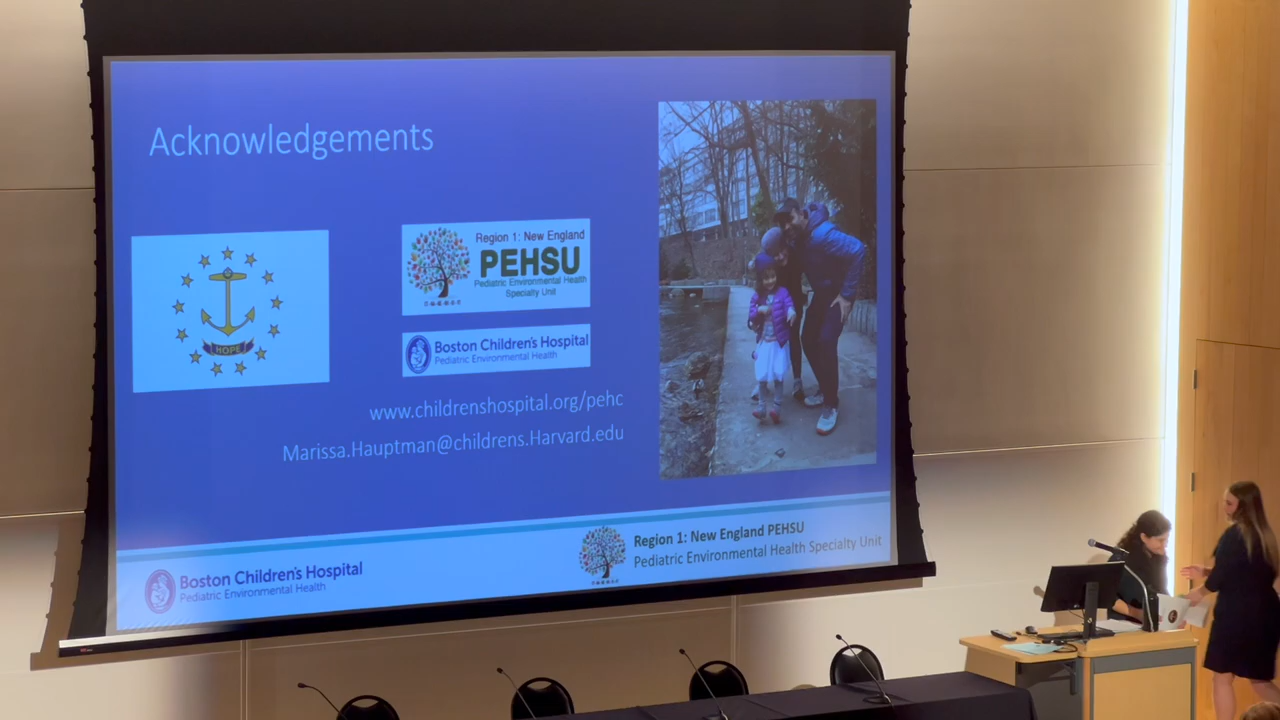 Acknowledgements
HOPE
Region 1: New England
PEHSU
Pediatric Environmental Health
Specialty Unit
Boston Children's Hospital
Pediatric Environmental Health
www.childrenshospital.org/pehc
Marissa.Hauptman@childrens.Harvard.edu
Boston Children's Hospital
Pediatric Environmental Health
Region 1: New England PEHSU
Pediatric Environmental Health Specialty Unit